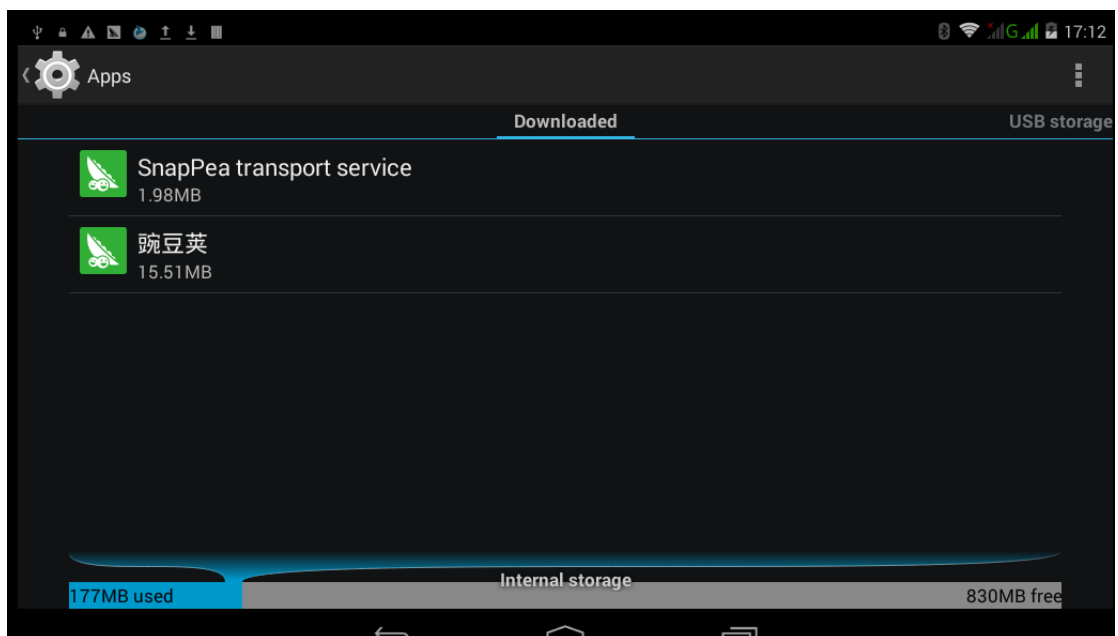 G 17:12
Apps
Downloaded
USB storage
SnapPea transport service
1.98MB
豌豆荚
15.51MB
Internal storage
177MB used
830MB free